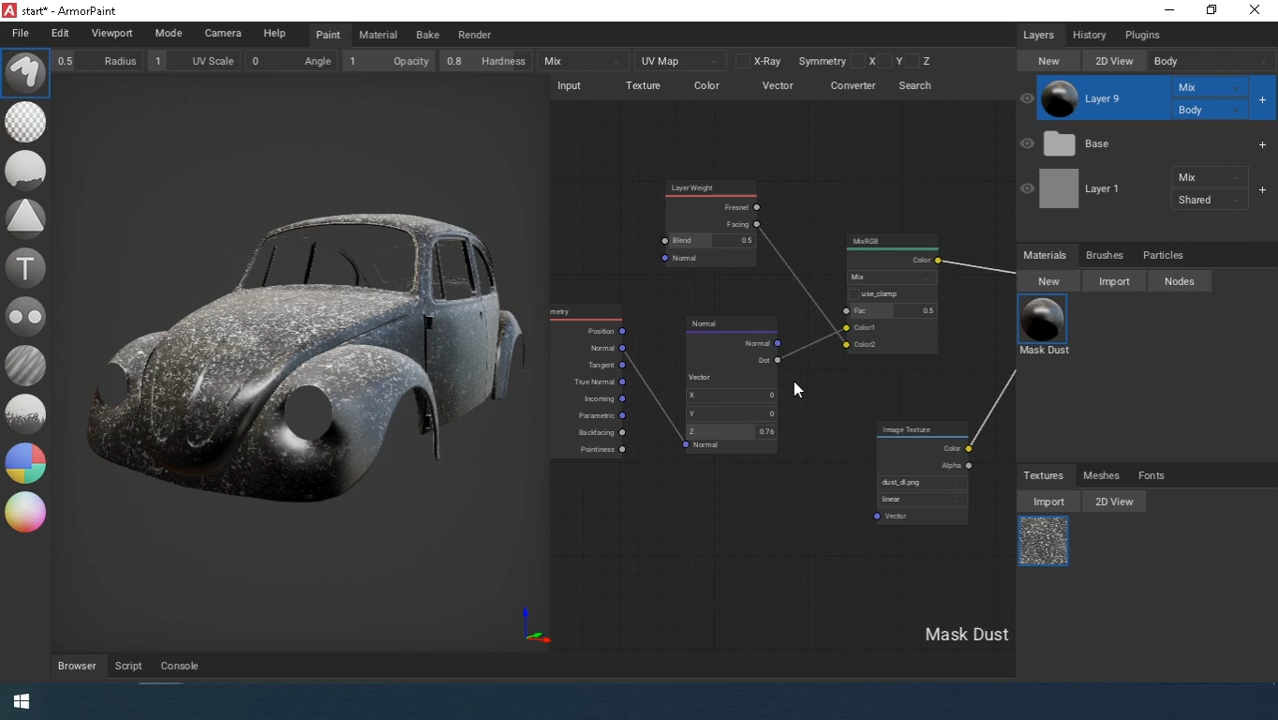 start* - ArmorPaint
File Edit Viewport Mode Camera Help Paint Material Bake Render
Layers History Plugins
0.5 Radius 1 UV Scale 0 Angle 1 Opacity 0.8 Hardness Mix UV Map X-Ray Symmetry X Y Z
New 2D View Body
Input Texture Color Vector Converter Search
Layer 9 Mix
Body
Base
Layer 1 Mix
Shared
Layer Weight
Fresnel
Facing
Blend 0.5
Normal
MixRGB
Color
Mix
use_clamp
Fac 0.5
Color1
Color2
metry
Position
Normal
Tangent
True Normal
Incoming
Parametric
Backfacing
Pointiness
Normal
Normal
Dot
Vector
X 0
Y 0
Z 0.76
Normal
Image Texture
Color
Alpha
dust_dl.png
linear
Vector
Mask Dust
Materials Brushes Particles
New Import Nodes
Mask Dust
Textures Meshes Fonts
Import 2D View
Browser Script Console